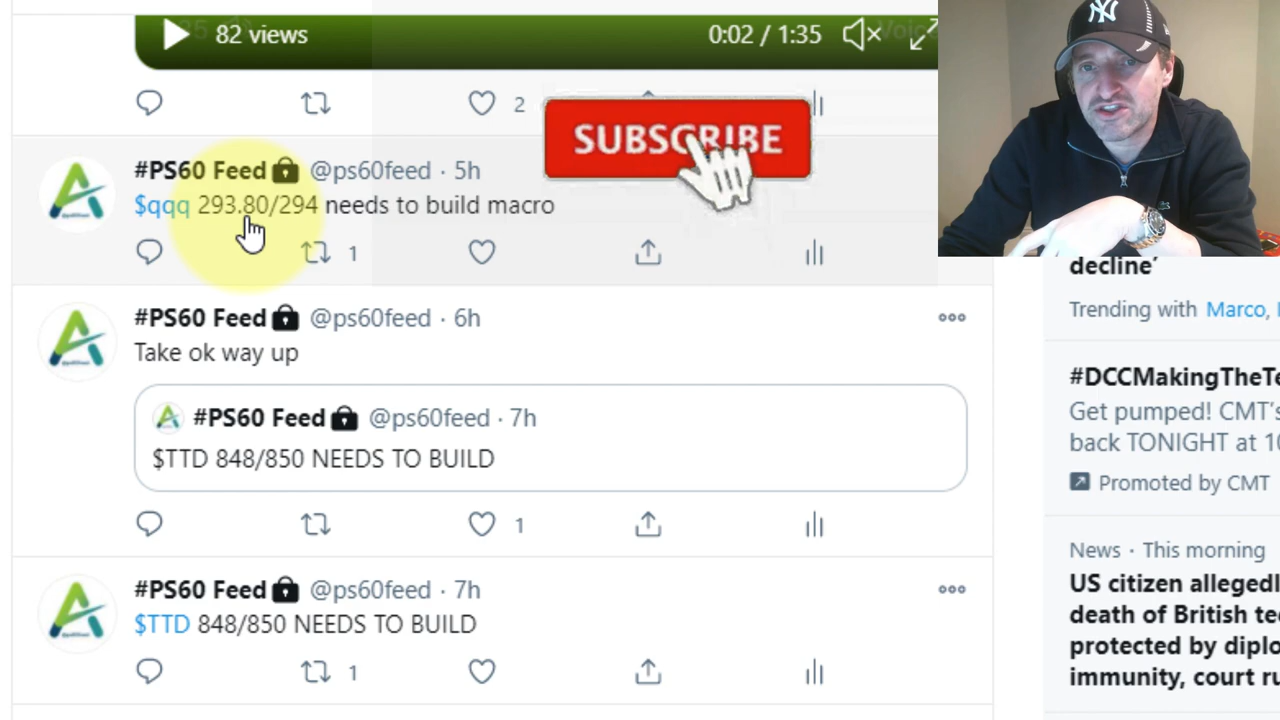 82 views
0:02 / 1:35
2
SUBSCRIBE
#PS60 Feed @ps60feed · 5h
$qqq 293.80/294 needs to build macro
1
#PS60 Feed @ps60feed · 6h
Take ok way up
#PS60 Feed @ps60feed · 7h
$TTD 848/850 NEEDS TO BUILD
1
#PS60 Feed @ps60feed · 7h
$TTD 848/850 NEEDS TO BUILD
1
NY
decline’
Trending with Marco,
#DCCMakingTheTe
Get pumped! CMT's
back TONIGHT at 10
Promoted by CMT
News · This morning
US citizen allegedl
death of British tee
protected by diplo
immunity, court ru